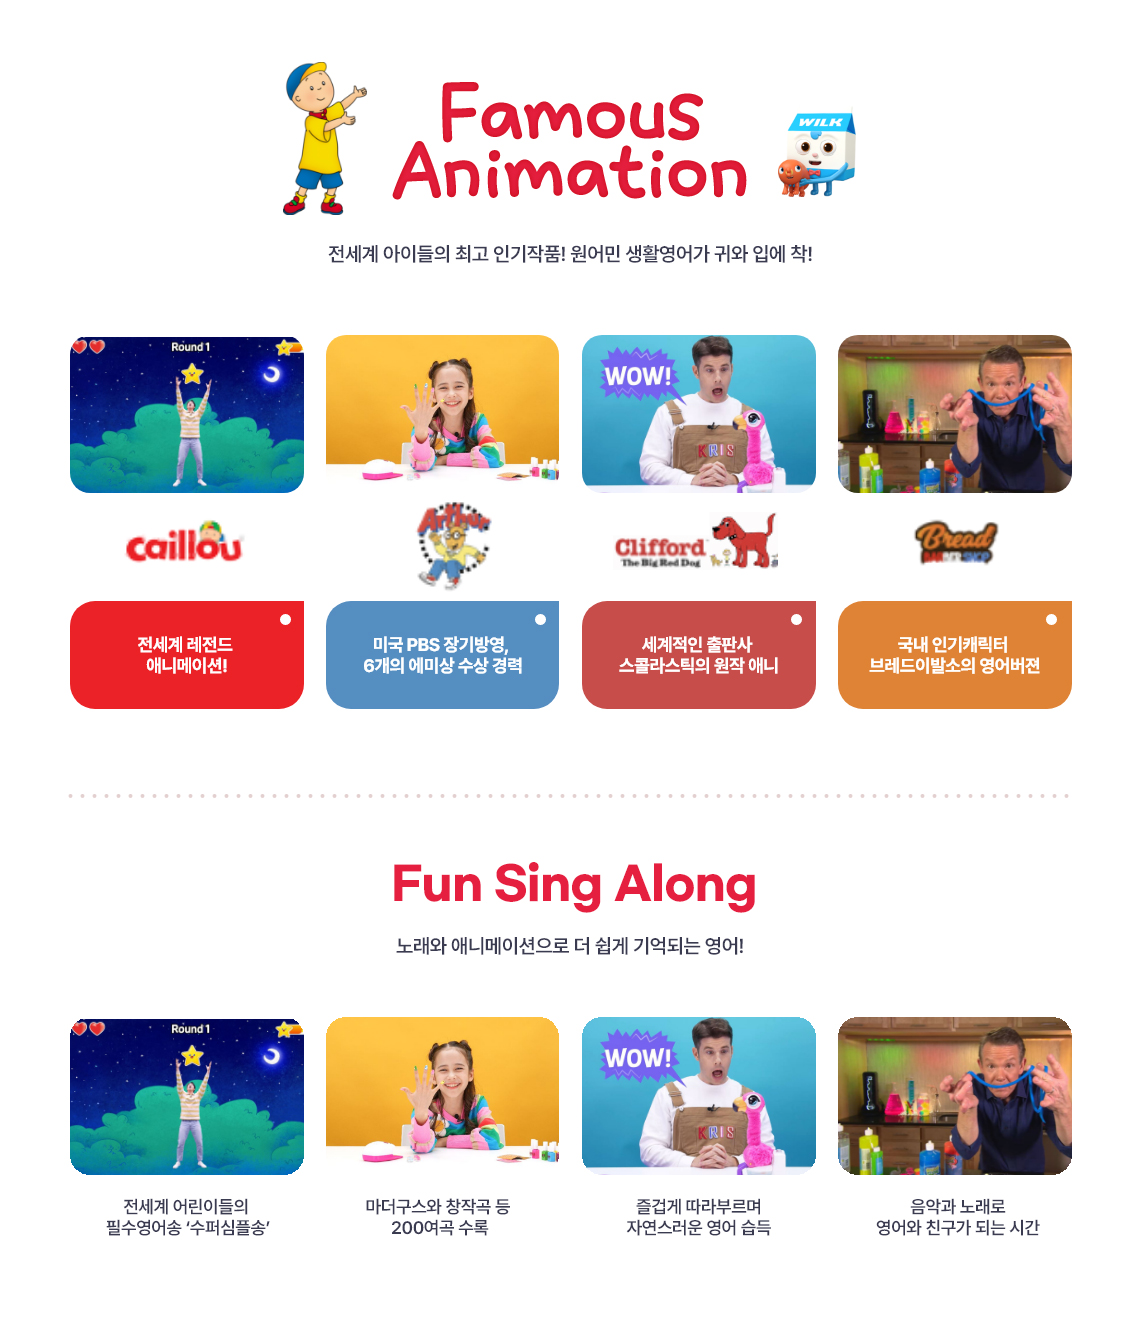 Famous
Animation
WILK
전세계 아이들의 최고 인기작품! 원어민 생활영어가 귀와 입에 착!
Round 1
WOW!
KRIS
caillou
Arthur
Clifford
The Big Red Dog
Bread
BARBERSHOP
전세계 레전드
애니메이션!
미국 PBS 장기방영,
6개의 에미상 수상 경력
세계적인 출판사
스콜라스틱의 원작 애니
국내 인기캐릭터
브레드이발소의 영어버젼
Fun Sing Along
노래와 애니메이션으로 더 쉽게 기억되는 영어!
Round 1
WOW!
KRIS
전세계 어린이들의
필수영어송 ‘수퍼심플송’
마더구스와 창작곡 등
200여곡 수록
즐겁게 따라부르며
자연스러운 영어 습득
음악과 노래로
영어와 친구가 되는 시간